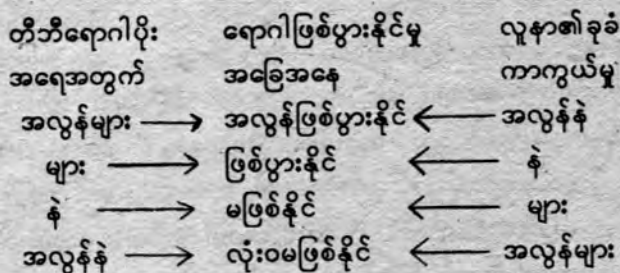 တီဘီရောဂါပိုး ရောဂါဖြစ်ပွားနိုင်မှု လူနာ၏ခုခံ
အရေအတွက် အခြေအနေ ကာကွယ်မှု
အလွန်များ → အလွန်ဖြစ်ပွားနိုင် ← အလွန်နဲ
များ → ဖြစ်ပွားနိုင် ← နဲ
နဲ → မဖြစ်နိုင် ← များ
အလွန်နဲ → လုံးဝမဖြစ်နိုင် ← အလွန်များ